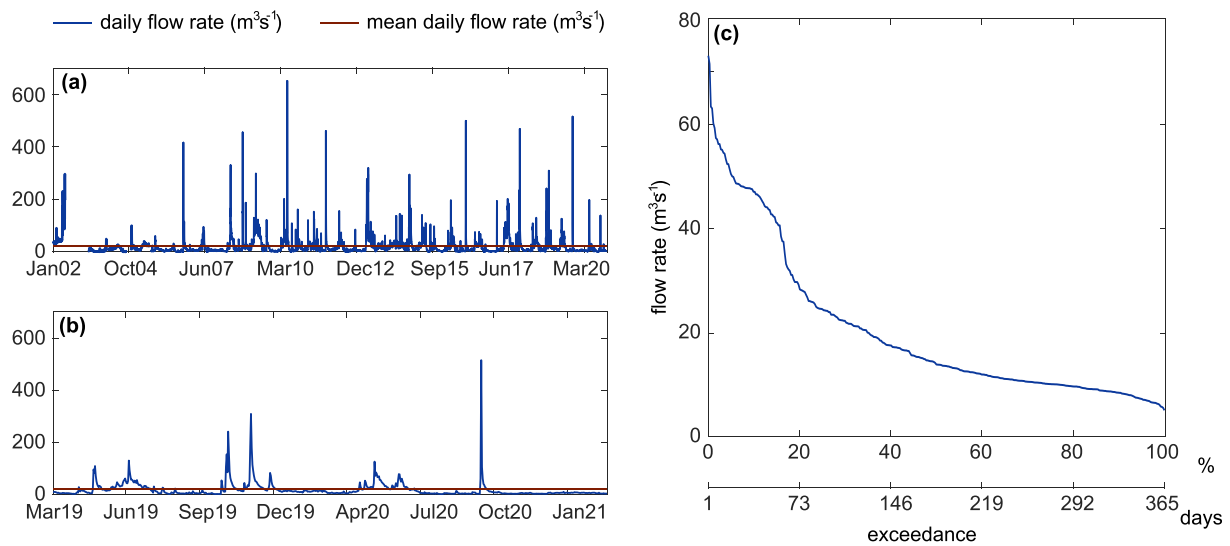 daily flow rate (m³s⁻¹) mean daily flow rate (m³s⁻¹)
(a)
600
400
200
0
Jan02 Oct04 Jun07 Mar10 Dec12 Sep15 Jun17 Mar20
(b)
600
400
200
0
Mar19 Jun19 Sep19 Dec19 Apr20 Jul20 Oct20 Jan21
(c)
80
60
40
20
0
flow rate (m³s⁻¹)
0 20 40 60 80 100 %
1 73 146 219 292 365 days
exceedance